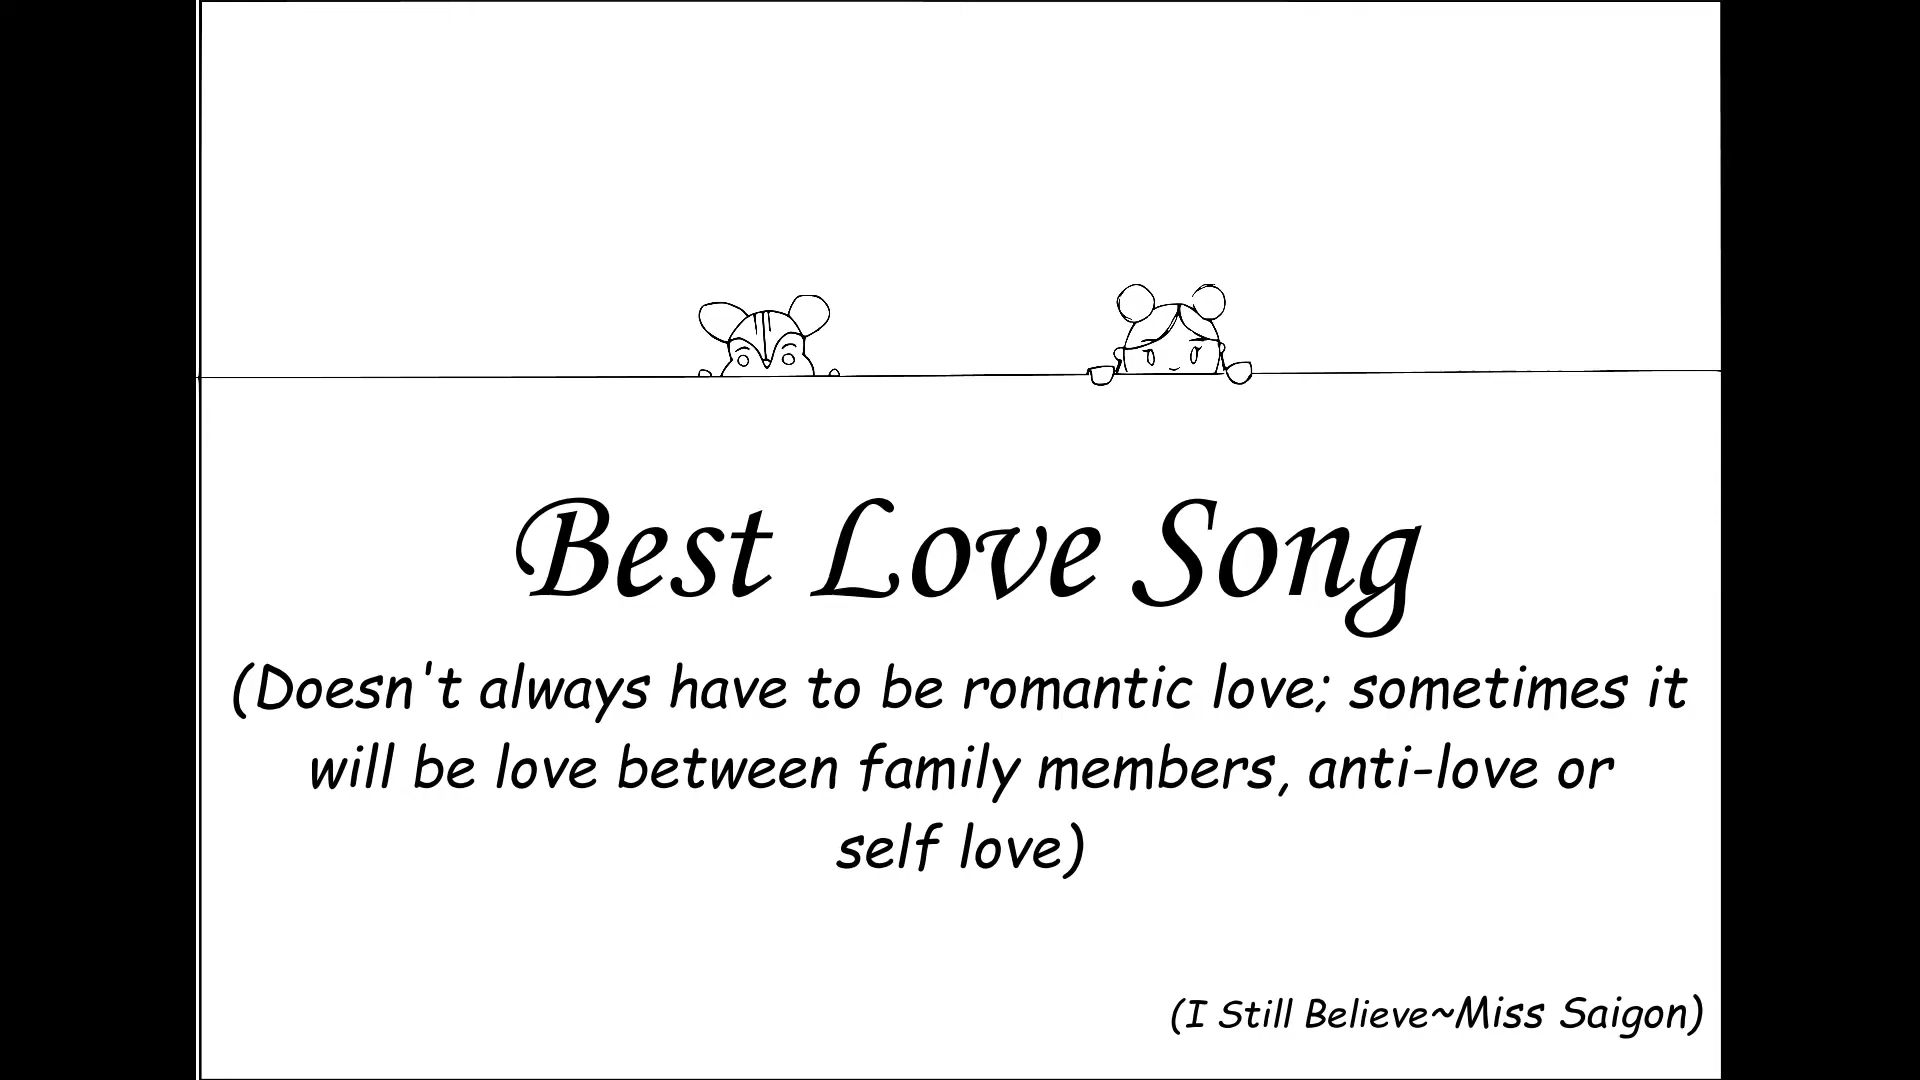 Best Love Song
(Doesn't always have to be romantic love; sometimes it
will be love between family members, anti-love or
self love)
(I Still Believe~Miss Saigon)